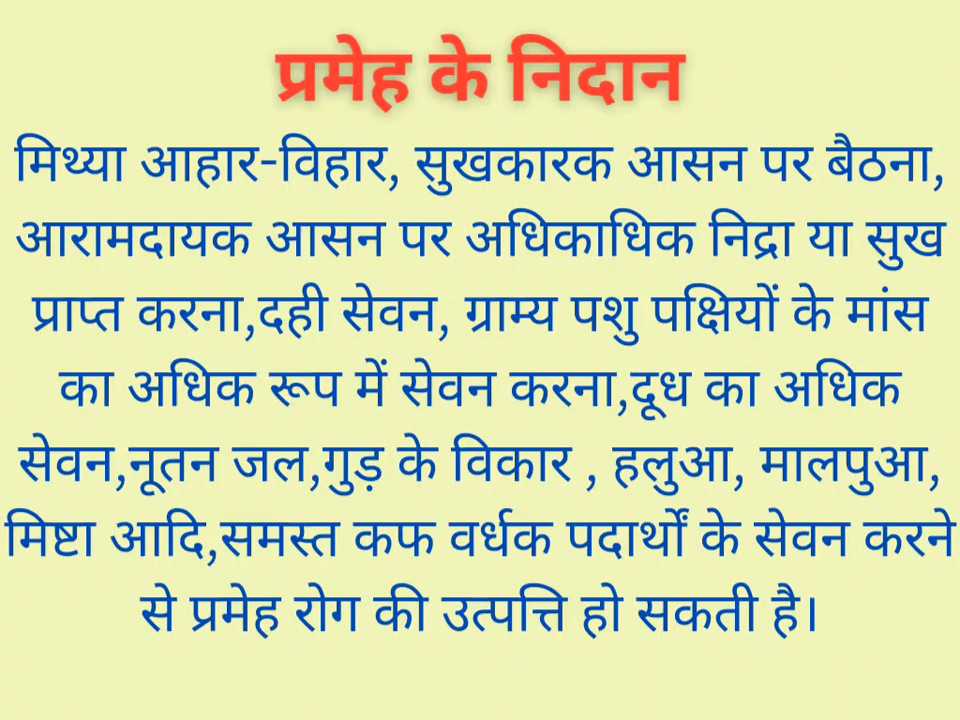 प्रमेह के निदान
मिथ्या आहार-विहार, सुखकारक आसन पर बैठना,
आरामदायक आसन पर अधिकाधिक निद्रा या सुख
प्राप्त करना,दही सेवन, ग्राम्य पशु पक्षियों के मांस
का अधिक रूप में सेवन करना,दूध का अधिक
सेवन,नूतन जल,गुड़ के विकार , हलुआ, मालपुआ,
मिष्टा आदि,समस्त कफ वर्धक पदार्थों के सेवन करने
से प्रमेह रोग की उत्पत्ति हो सकती है।